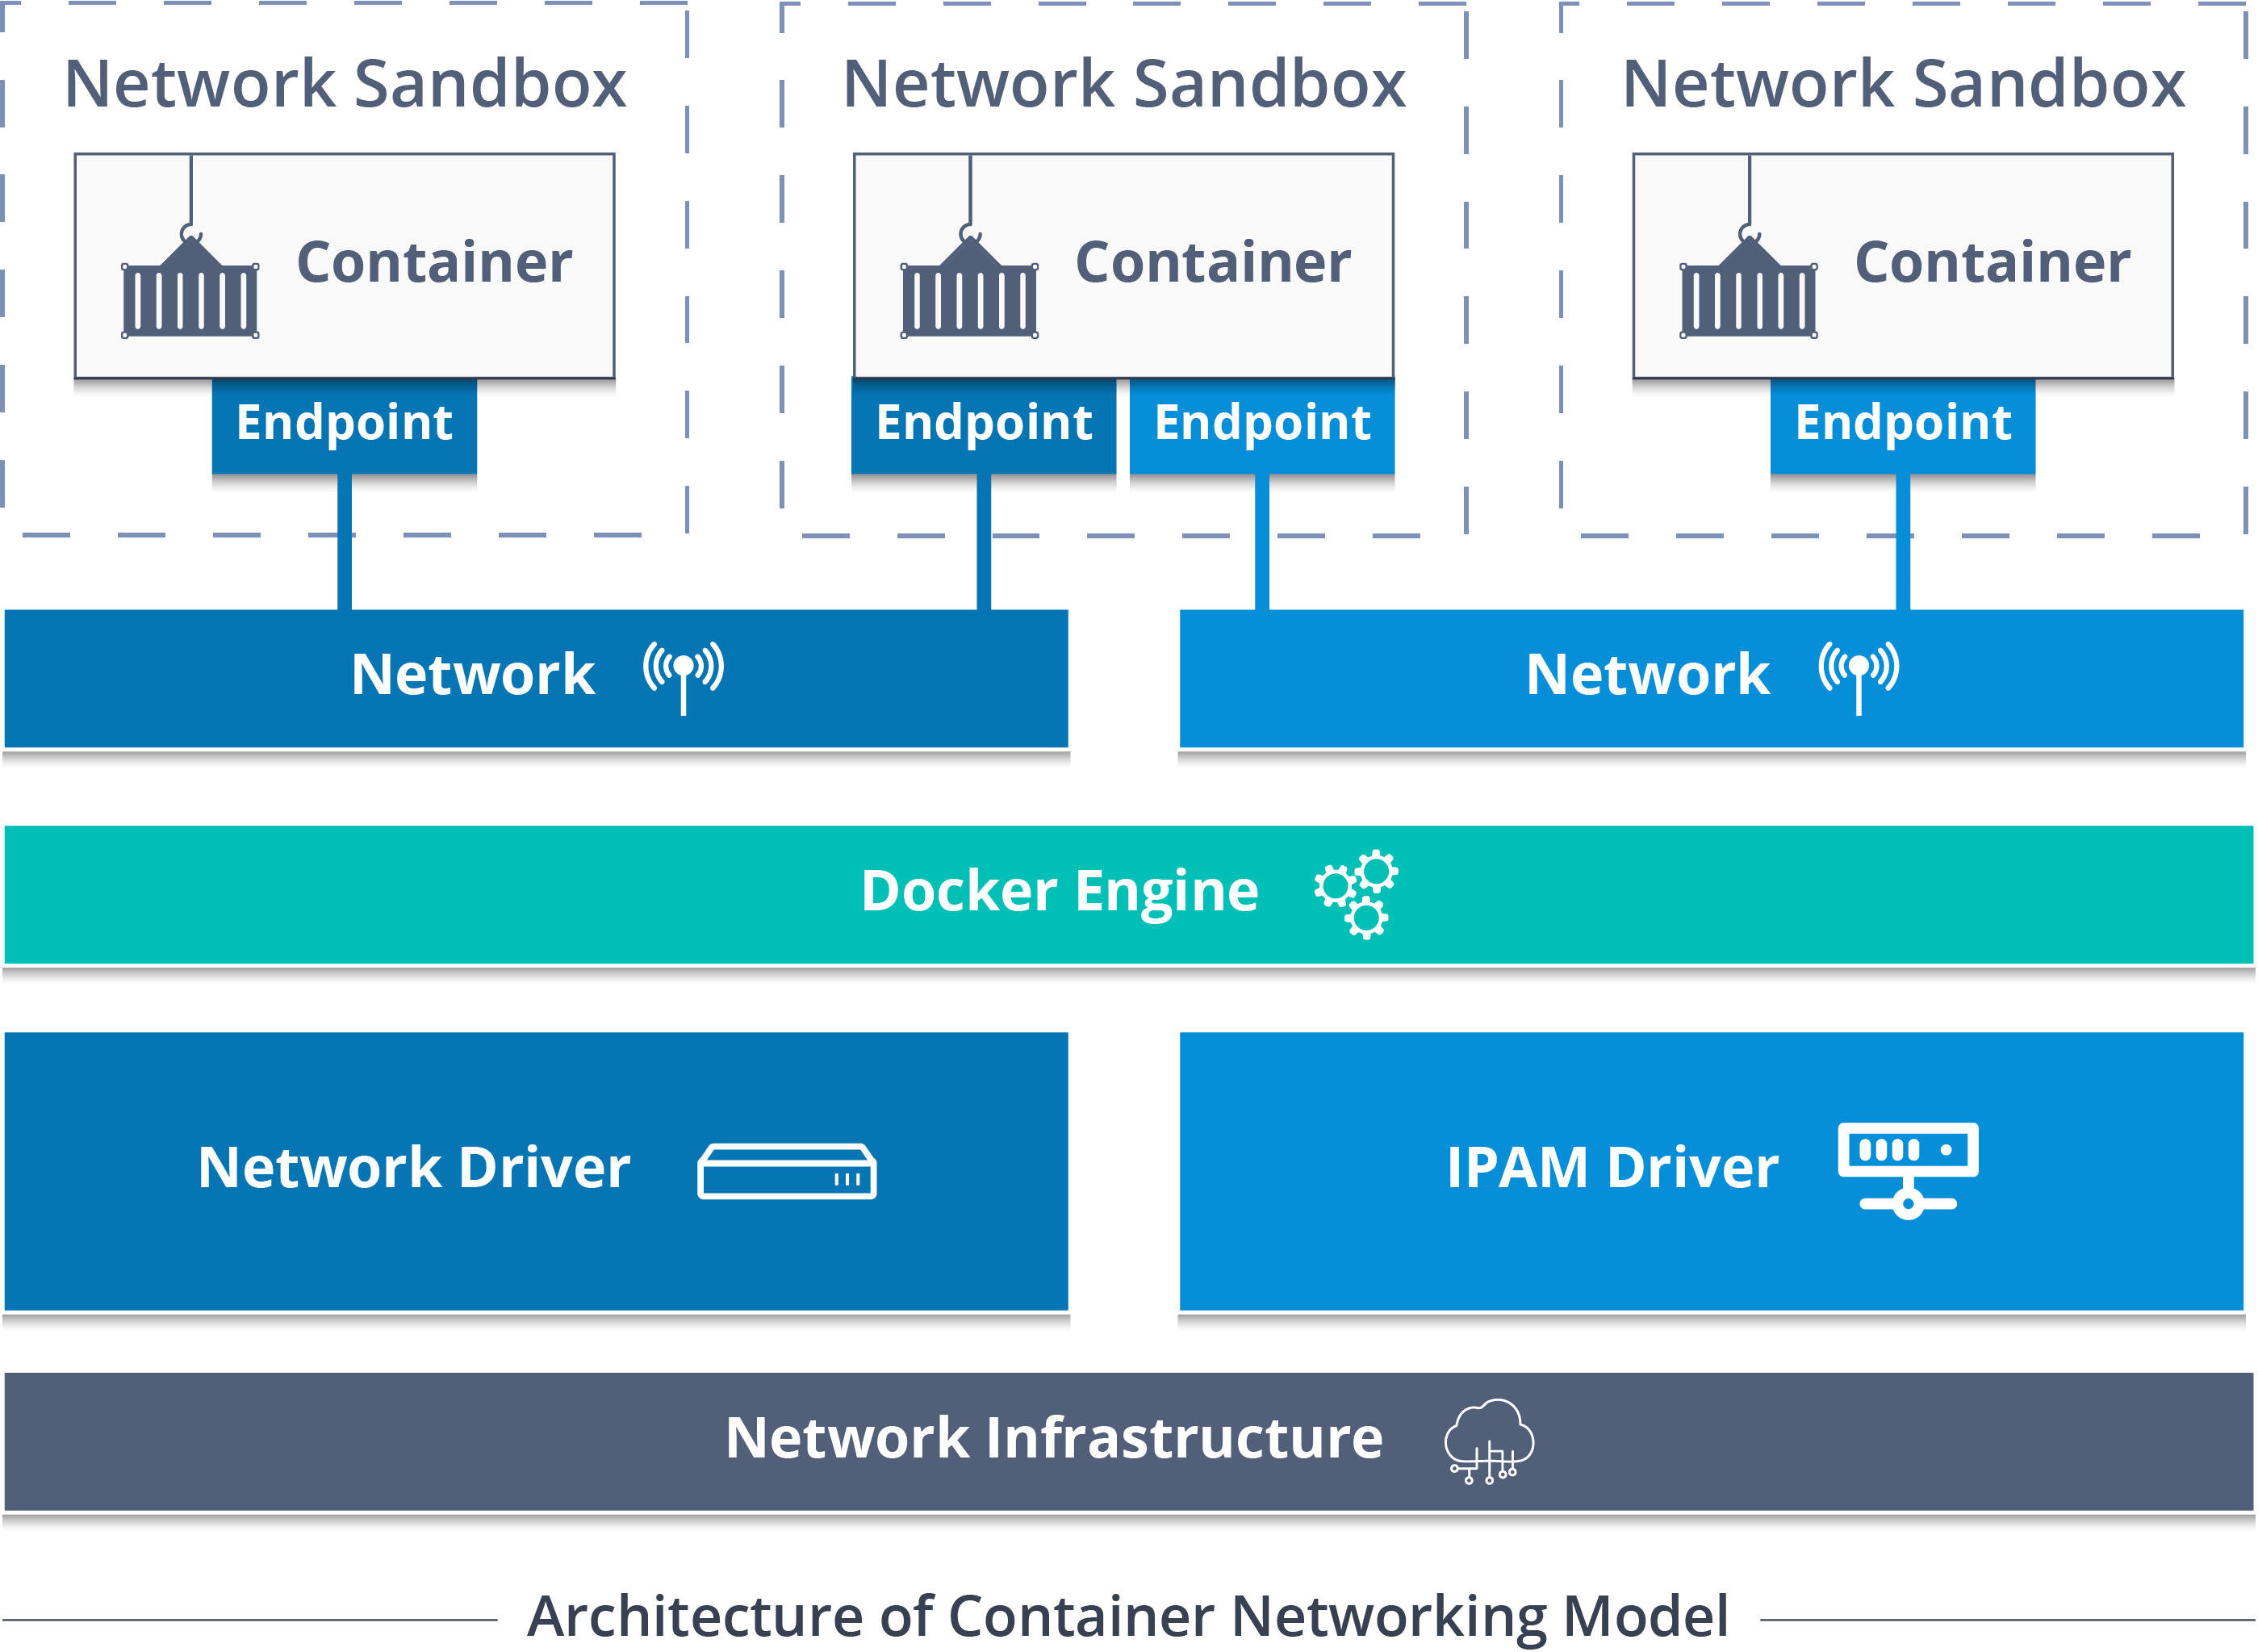 Network Sandbox
Network Sandbox
Network Sandbox
Container
Container
Container
Endpoint
Endpoint
Endpoint
Endpoint
Network
Network
Docker Engine
Network Driver
IPAM Driver
Network Infrastructure
Architecture of Container Networking Model